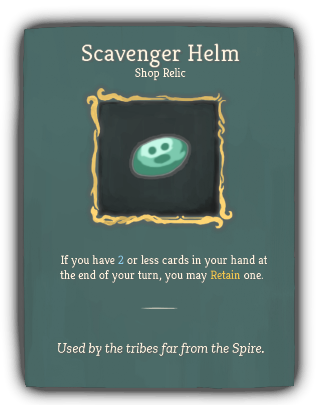 Scavenger Helm
Shop Relic
If you have 2 or less cards in your hand at
the end of your turn, you may Retain one.
Used by the tribes far from the Spire.